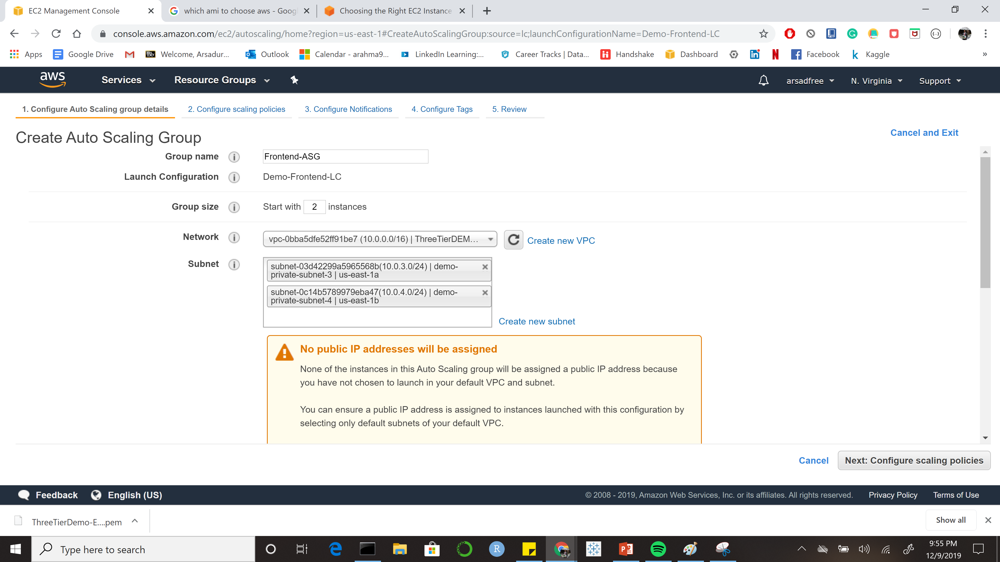 EC2 Management Console
which ami to choose aws - Goog
Choosing the Right EC2 Instance
console.aws.amazon.com/ec2/autoscaling/home?region=us-east-1#CreateAutoScalingGroup:source=lc;launchConfigurationName=Demo-Frontend-LC
Apps
Google Drive
Bb
Welcome, Arsadur...
Outlook
Calendar - arahma9...
LinkedIn Learning:...
Career Tracks | Data...
Handshake
Dashboard
Facebook
Kaggle
aws
Services
Resource Groups
arsadfree
N. Virginia
Support
1. Configure Auto Scaling group details
2. Configure scaling policies
3. Configure Notifications
4. Configure Tags
5. Review
Create Auto Scaling Group
Cancel and Exit
Group name
Frontend-ASG
Launch Configuration
Demo-Frontend-LC
Group size
Start with 2 instances
Network
vpc-0bba5dfe52ff91be7 (10.0.0.0/16) | ThreeTierDEM...
Create new VPC
Subnet
subnet-03d42299a5965568b(10.0.3.0/24) | demo-
private-subnet-3 | us-east-1a
subnet-0c14b5789979eba47(10.0.4.0/24) | demo-
private-subnet-4 | us-east-1b
Create new subnet
No public IP addresses will be assigned
None of the instances in this Auto Scaling group will be assigned a public IP address because
you have not chosen to launch in your default VPC and subnet.
You can ensure a public IP address is assigned to instances launched with this configuration by
selecting only default subnets of your default VPC.
Cancel
Next: Configure scaling policies
Feedback
English (US)
© 2008 - 2019, Amazon Web Services, Inc. or its affiliates. All rights reserved.
Privacy Policy
Terms of Use
ThreeTierDemo-E....pem
Show all
Type here to search
9:55 PM
12/9/2019